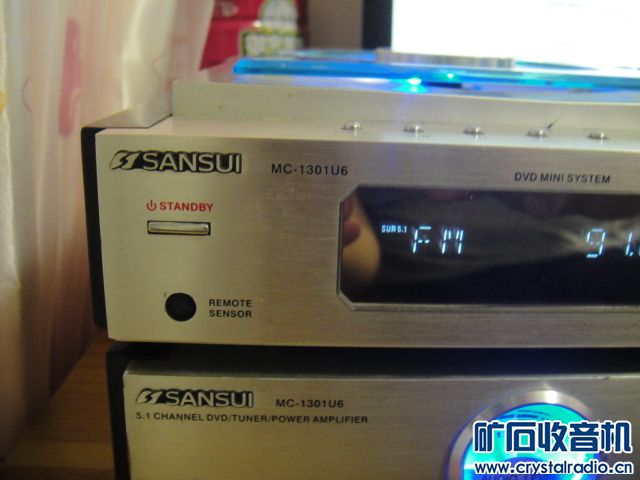 SANSUI MC-1301U6
DVD MINI SYSTEM
STANDBY
SUR 5.1 FM 91.
REMOTE
SENSOR
SANSUI MC-1301U6
5.1 CHANNEL DVD/TUNER/POWER AMPLIFIER
矿石收音机
www.crystalradio.cn